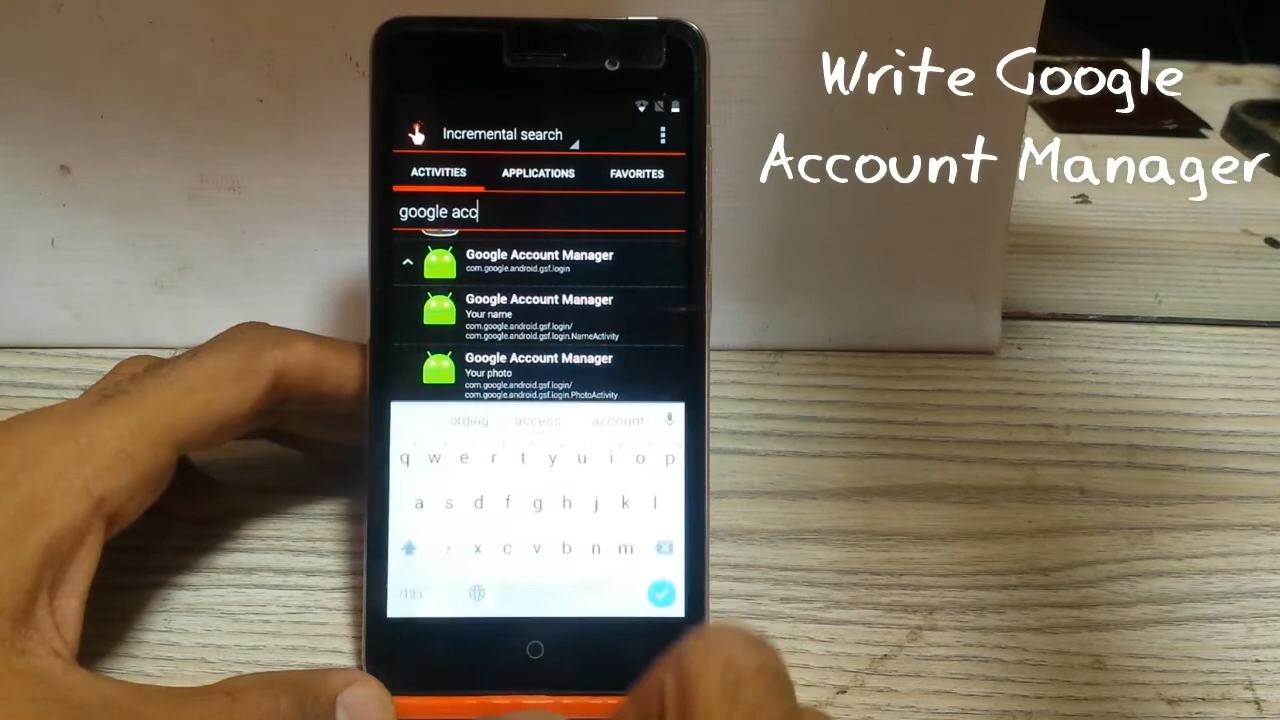 Write Google
Account Manager
Incremental search
ACTIVITIES APPLICATIONS FAVORITES
google acc
Google Account Manager
com.google.android.gsf.login
Google Account Manager
Your name
com.google.android.gsf.login/
com.google.android.gsf.login.NameActivity
Google Account Manager
Your photo
com.google.android.gsf.login/
com.google.android.gsf.login.PhotoActivity
ording access account
q w e r t y u i o p
a s d f g h j k l
x c v b n m